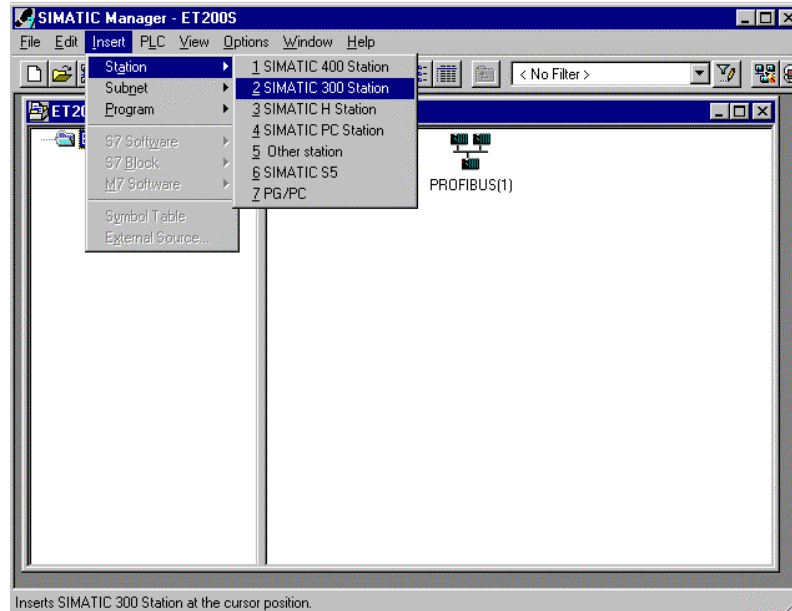 SIMATIC Manager - ET200S
File Edit Insert PLC View Options Window Help
< No Filter >
Station
Subnet
Program
S7 Software
S7 Block
M7 Software
Symbol Table
External Source...
1 SIMATIC 400 Station
2 SIMATIC 300 Station
3 SIMATIC H Station
4 SIMATIC PC Station
5 Other station
6 SIMATIC S5
7 PG/PC
ET20
PROFIBUS(1)
Inserts SIMATIC 300 Station at the cursor position.